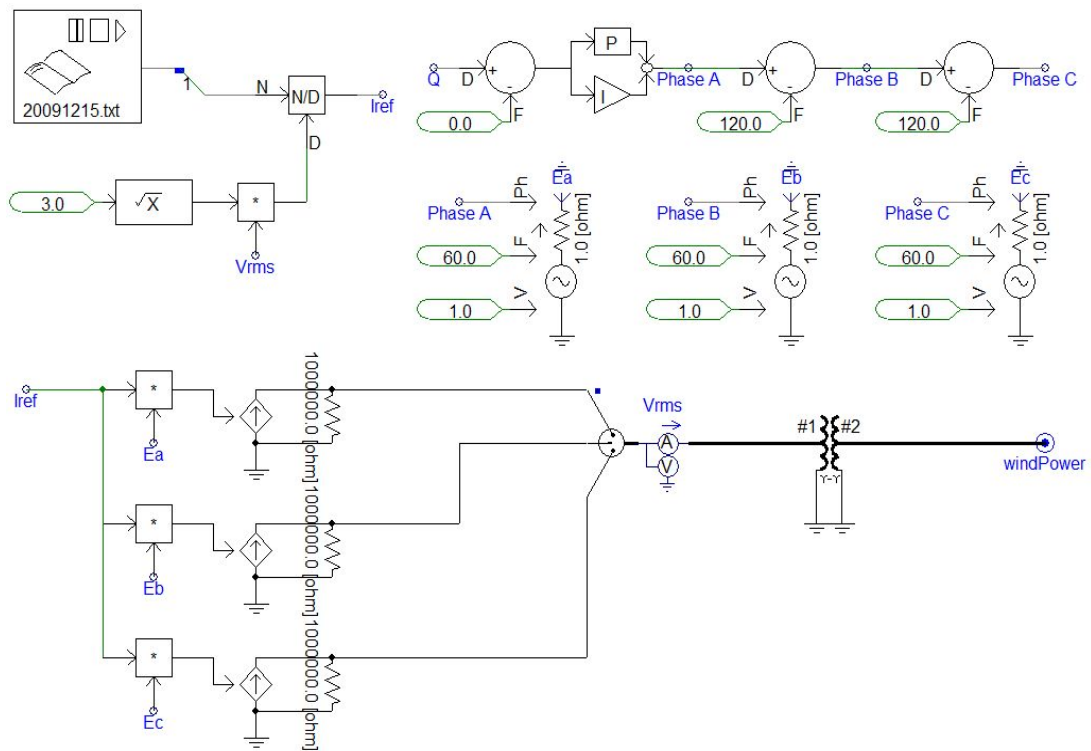 20091215.txt
1
N
N/D
Iref
D
3.0
√X
*
Vrms
Q
D
+
-
F
0.0
P
I
Phase A
D
+
-
F
120.0
Phase B
D
+
-
F
120.0
Phase C
Phase A
Ph
Ea
60.0
F
1.0 [ohm]
1.0
V
Phase B
Ph
Eb
60.0
F
1.0 [ohm]
1.0
V
Phase C
Ph
Ec
60.0
F
1.0 [ohm]
1.0
V
Iref
*
Ea
1000000.0 [ohm]
*
Eb
1000000.0 [ohm]
*
Ec
1000000.0 [ohm]
Vrms
A
V
#1
#2
Y-Y
windPower